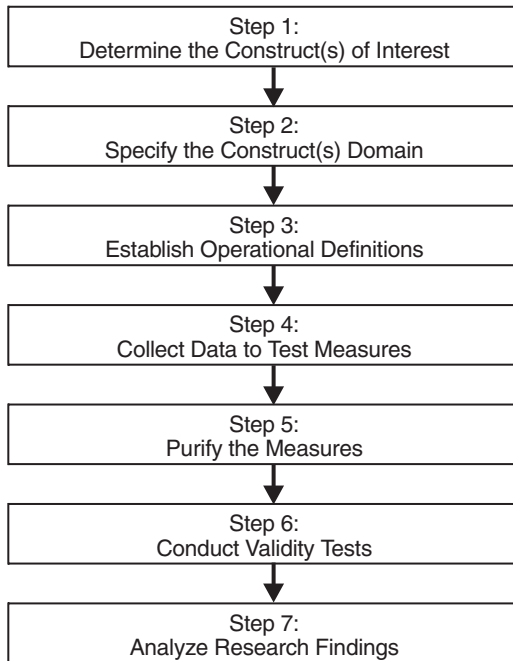 Step 1:
Determine the Construct(s) of Interest
Step 2:
Specify the Construct(s) Domain
Step 3:
Establish Operational Definitions
Step 4:
Collect Data to Test Measures
Step 5:
Purify the Measures
Step 6:
Conduct Validity Tests
Step 7:
Analyze Research Findings